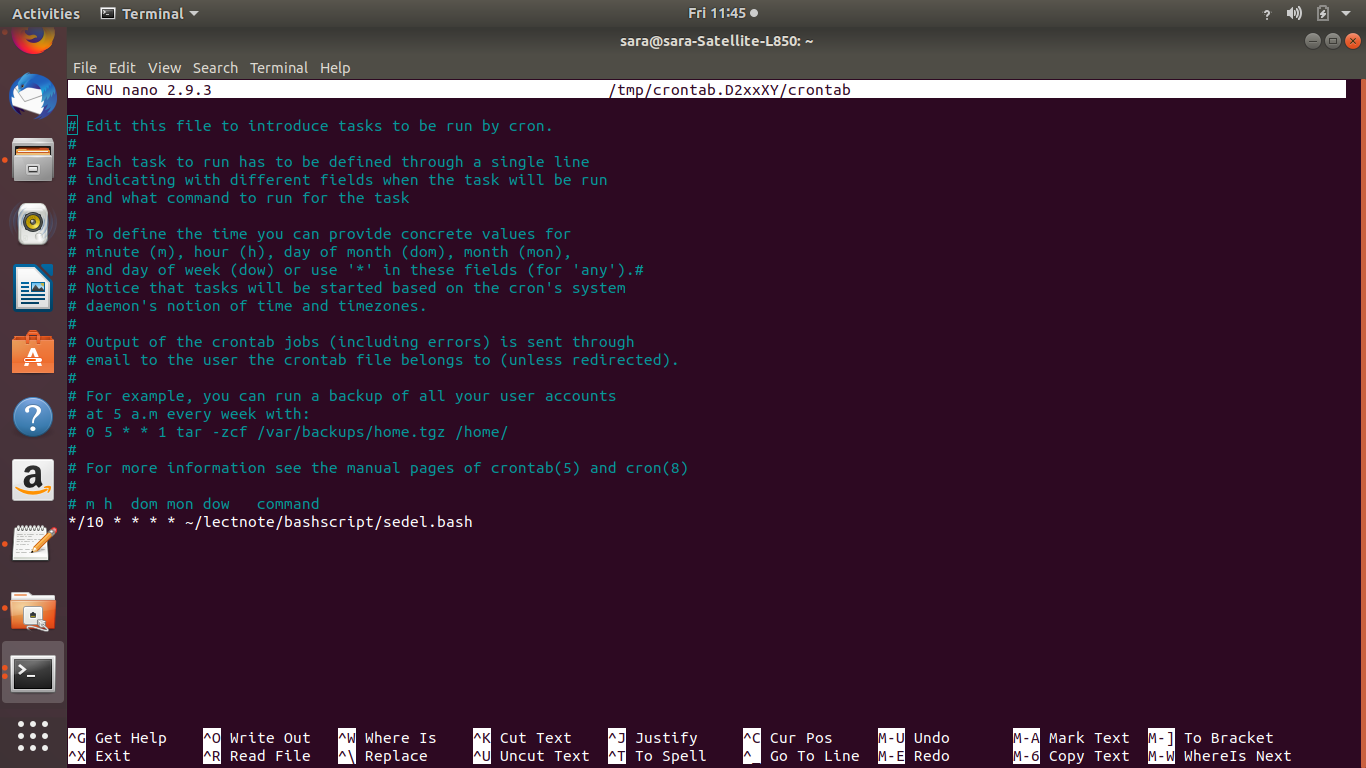 Activities Terminal Fri 11:45
sara@sara-Satellite-L850: ~
File Edit View Search Terminal Help
GNU nano 2.9.3 /tmp/crontab.D2xxXY/crontab
# Edit this file to introduce tasks to be run by cron.
#
# Each task to run has to be defined through a single line
# indicating with different fields when the task will be run
# and what command to run for the task
#
# To define the time you can provide concrete values for
# minute (m), hour (h), day of month (dom), month (mon),
# and day of week (dow) or use '*' in these fields (for 'any').#
# Notice that tasks will be started based on the cron's system
# daemon's notion of time and timezones.
#
# Output of the crontab jobs (including errors) is sent through
# email to the user the crontab file belongs to (unless redirected).
#
# For example, you can run a backup of all your user accounts
# at 5 a.m every week with:
# 0 5 * * 1 tar -zcf /var/backups/home.tgz /home/
#
# For more information see the manual pages of crontab(5) and cron(8)
#
# m h  dom mon dow   command
*/10 * * * * ~/lectnote/bashscript/sedel.bash
^G Get Help ^O Write Out ^W Where Is ^K Cut Text ^J Justify ^C Cur Pos M-U Undo M-A Mark Text M-] To Bracket
^X Exit ^R Read File ^\ Replace ^U Uncut Text ^T To Spell ^_ Go To Line M-E Redo M-6 Copy Text M-W WhereIs Next